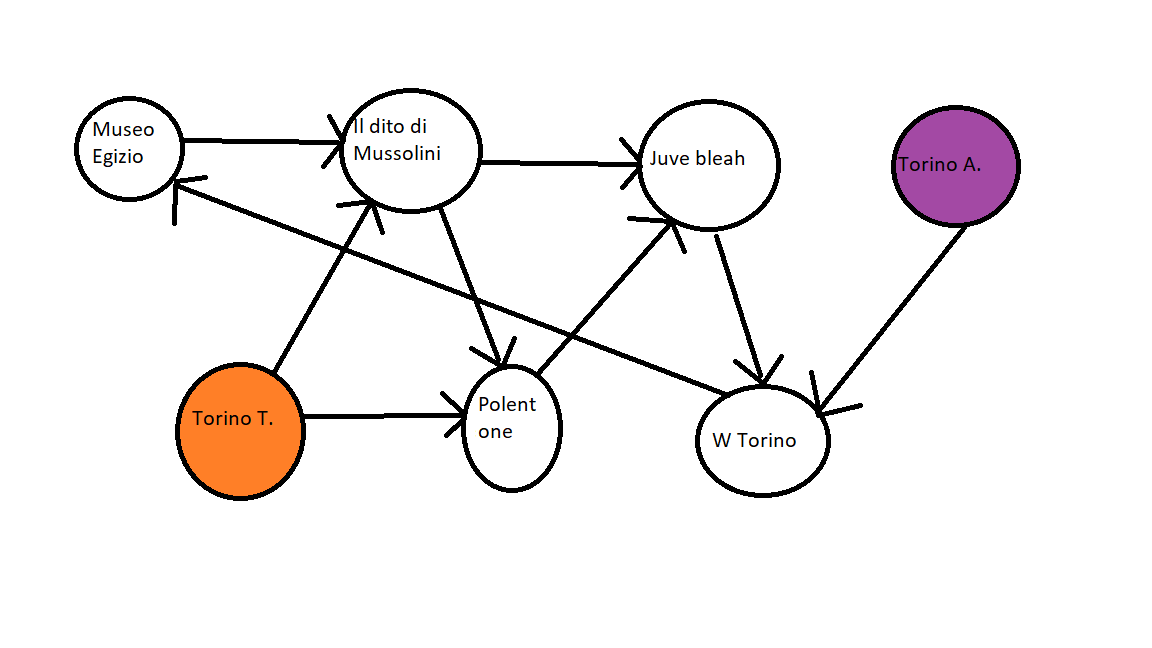 Museo
Egizio
Il dito di
Mussolini
Juve bleah
Torino A.
Torino T.
Polent
one
W Torino